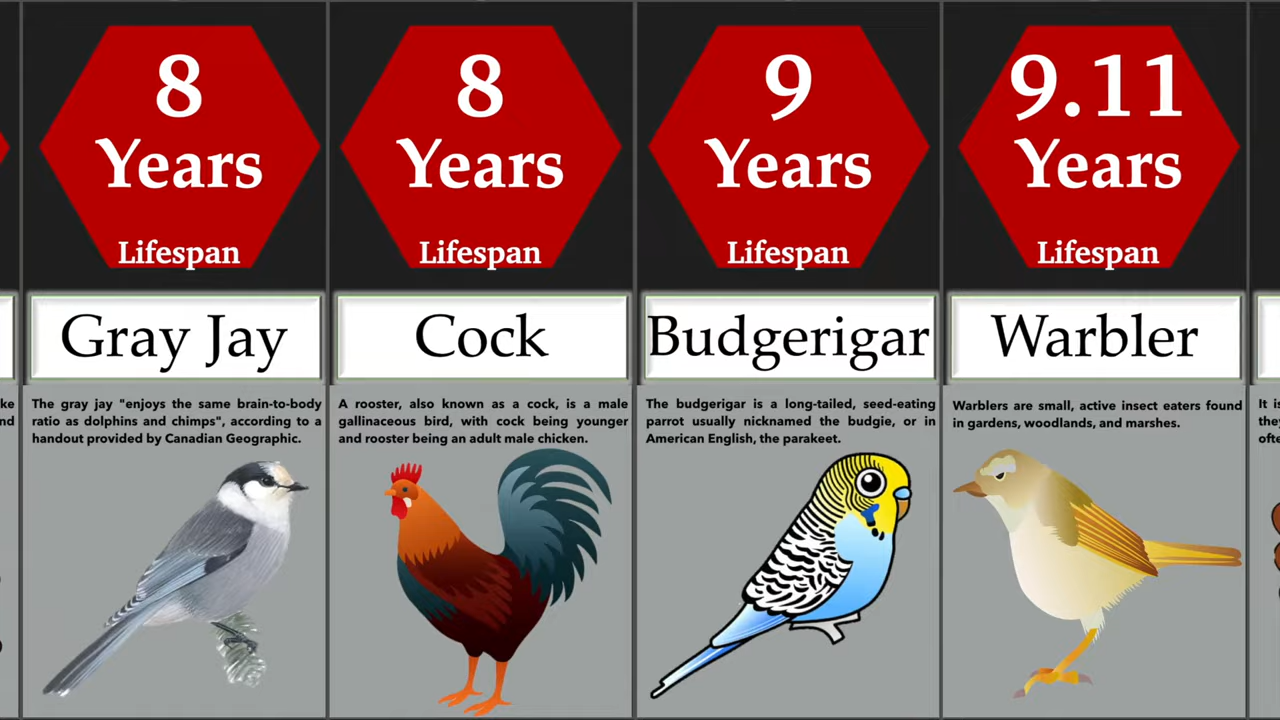 8
Years
Lifespan
Gray Jay
The gray jay "enjoys the same brain-to-body
ratio as dolphins and chimps", according to a
handout provided by Canadian Geographic.
8
Years
Lifespan
Cock
A rooster, also known as a cock, is a male
gallinaceous bird, with cock being younger
and rooster being an adult male chicken.
9
Years
Lifespan
Budgerigar
The budgerigar is a long-tailed, seed-eating
parrot usually nicknamed the budgie, or in
American English, the parakeet.
9.11
Years
Lifespan
Warbler
Warblers are small, active insect eaters found
in gardens, woodlands, and marshes.
It is